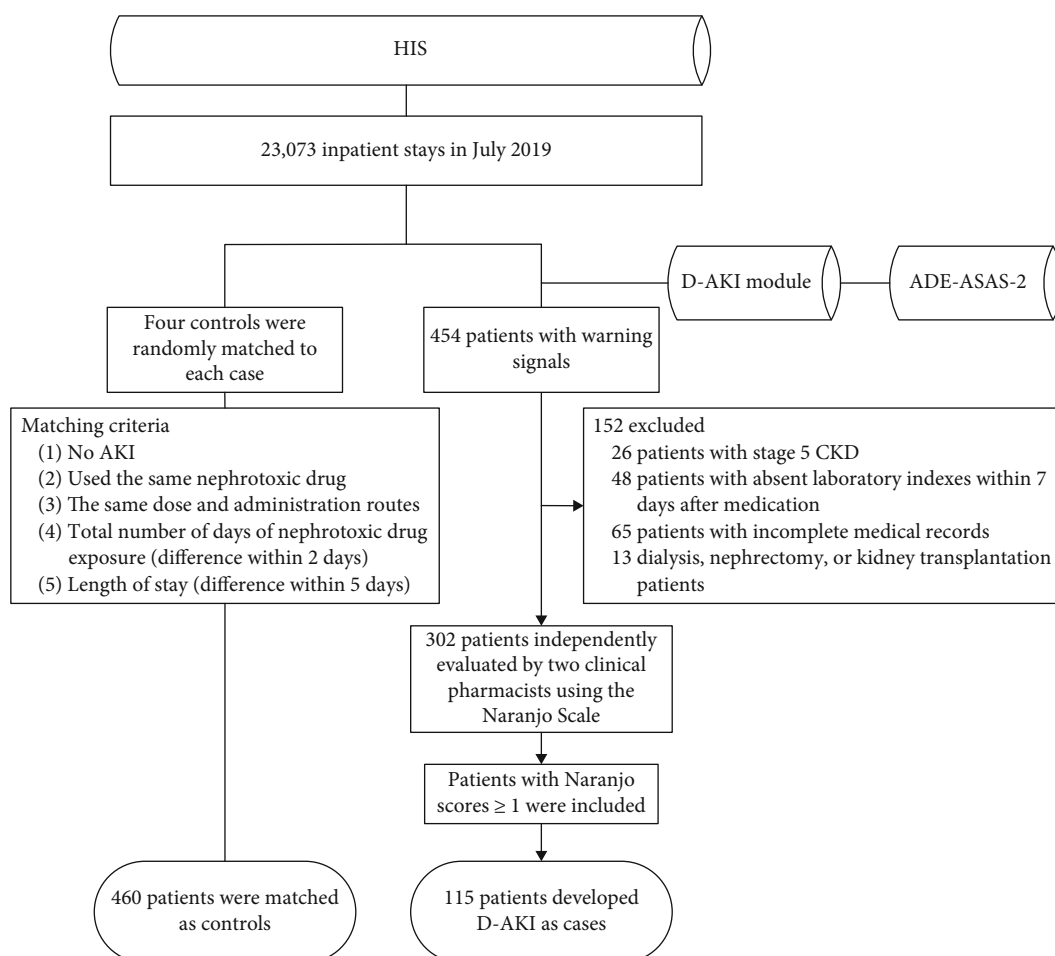 HIS
23,073 inpatient stays in July 2019
D-AKI module
ADE-ASAS-2
Four controls were
randomly matched to
each case
454 patients with warning
signals
Matching criteria
(1) No AKI
(2) Used the same nephrotoxic drug
(3) The same dose and administration routes
(4) Total number of days of nephrotoxic drug
exposure (difference within 2 days)
(5) Length of stay (difference within 5 days)
152 excluded
26 patients with stage 5 CKD
48 patients with absent laboratory indexes within 7
days after medication
65 patients with incomplete medical records
13 dialysis, nephrectomy, or kidney transplantation
patients
302 patients independently
evaluated by two clinical
pharmacists using the
Naranjo Scale
Patients with Naranjo
scores ≥ 1 were included
460 patients were matched
as controls
115 patients developed
D-AKI as cases